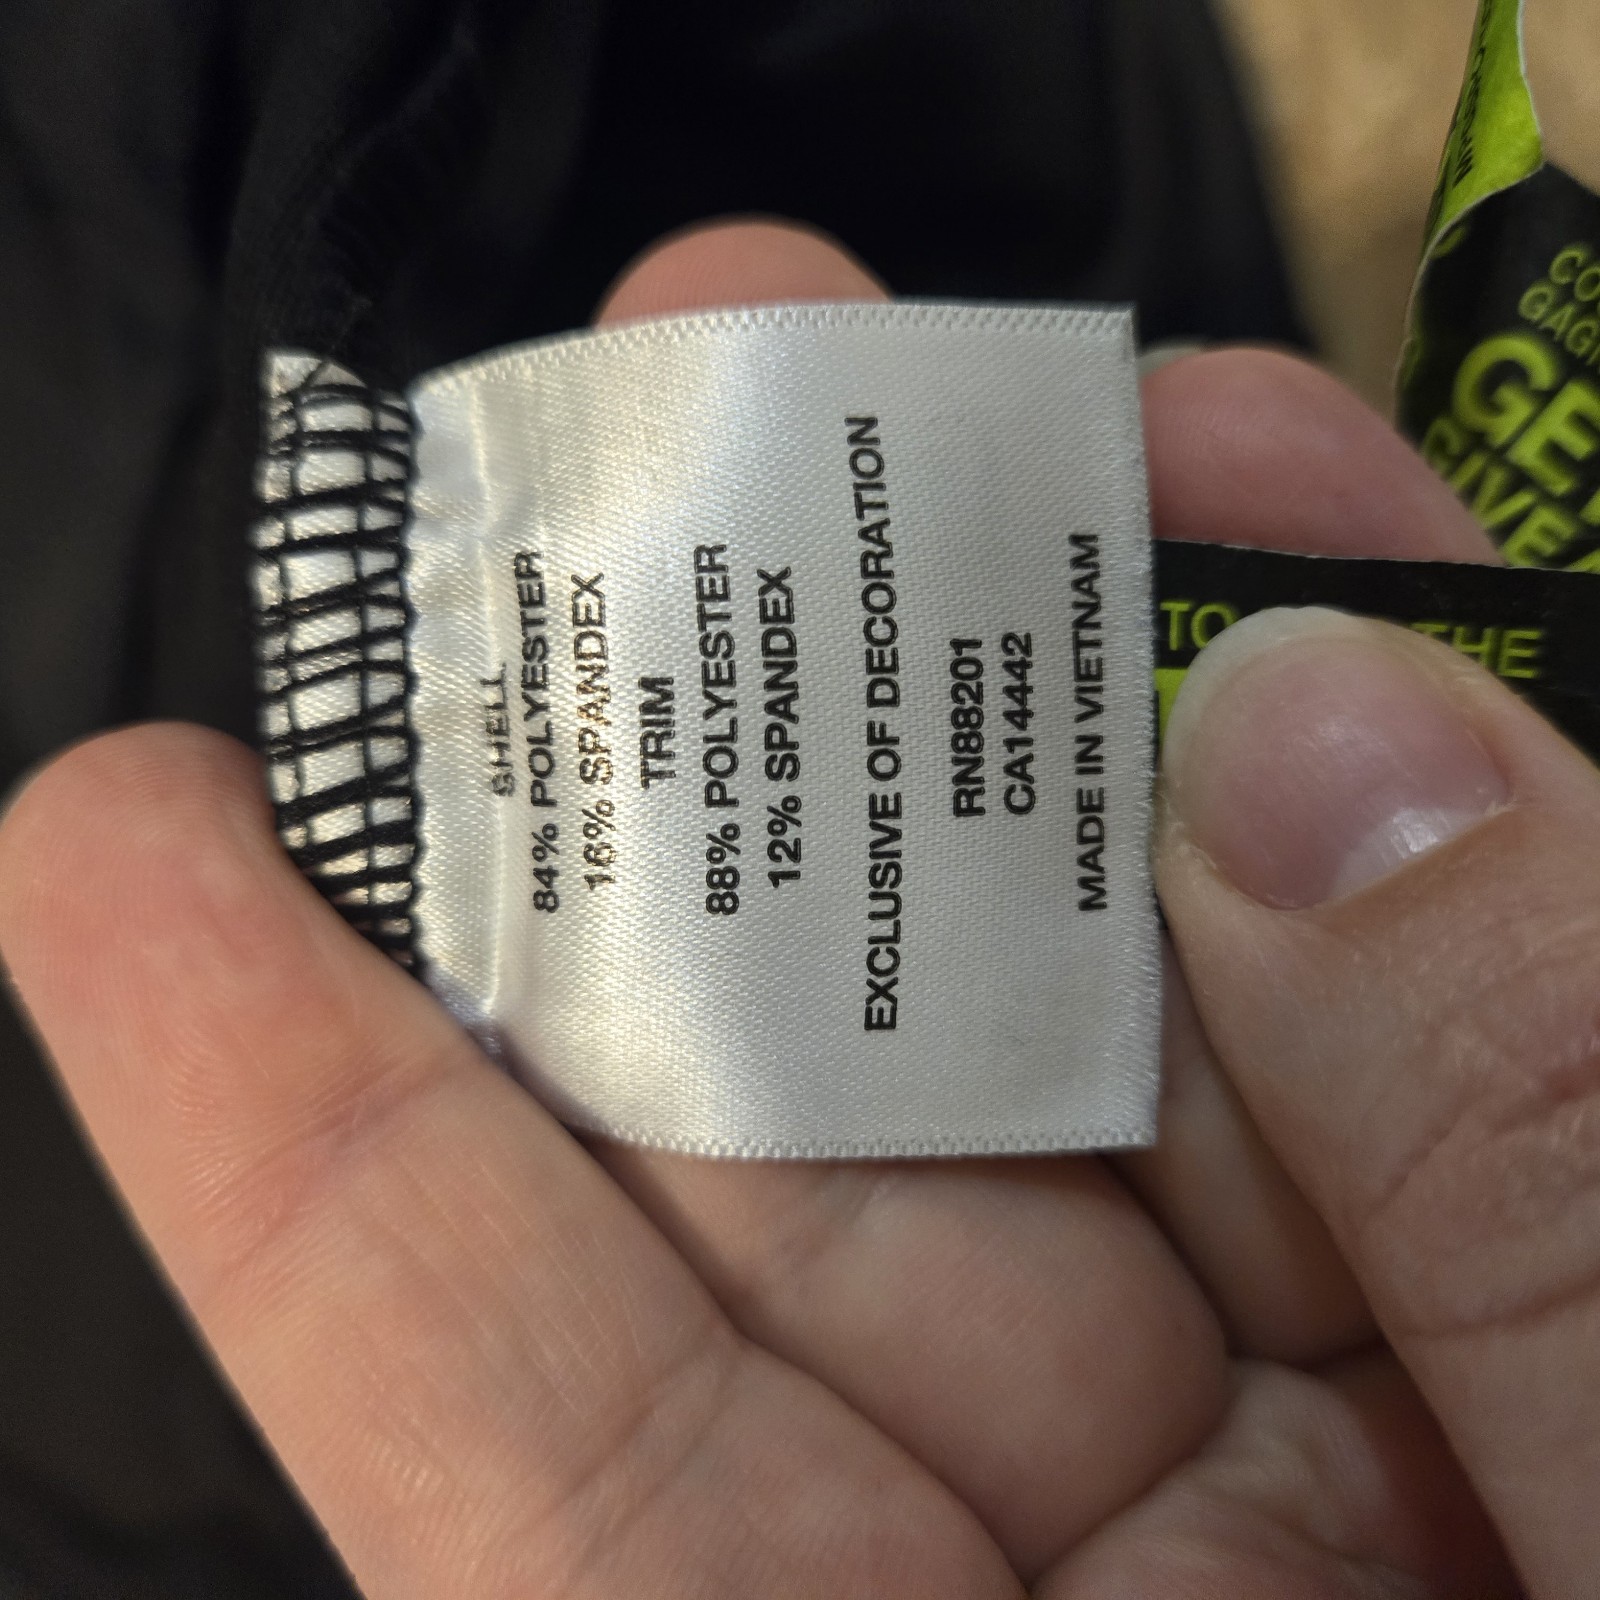 SHELL
84% POLYESTER
16% SPANDEX
TRIM
88% POLYESTER
12% SPANDEX
EXCLUSIVE OF DECORATION
RN88201
CA14442
MADE IN VIETNAM
TO THE